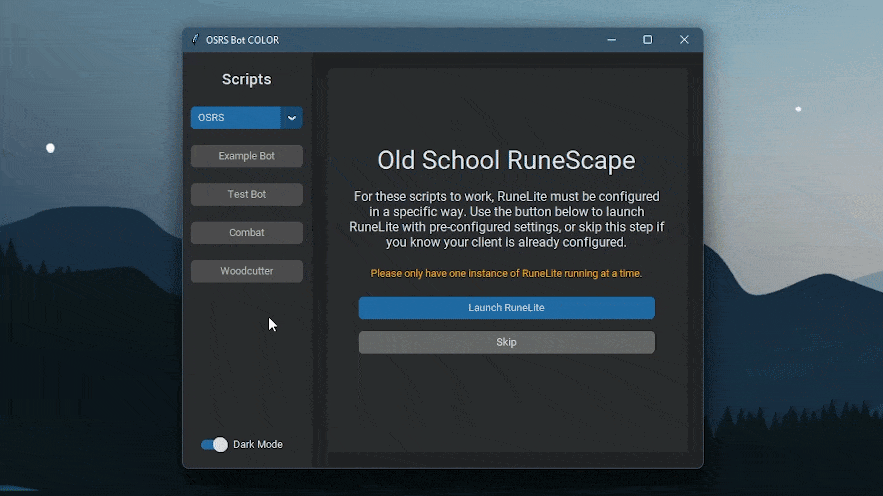 OSRS Bot COLOR
Scripts
OSRS
Example Bot
Test Bot
Combat
Woodcutter
Dark Mode
Old School RuneScape
For these scripts to work, RuneLite must be configured
in a specific way. Use the button below to launch
RuneLite with pre-configured settings, or skip this step if
you know your client is already configured.
Please only have one instance of RuneLite running at a time.
Launch RuneLite
Skip